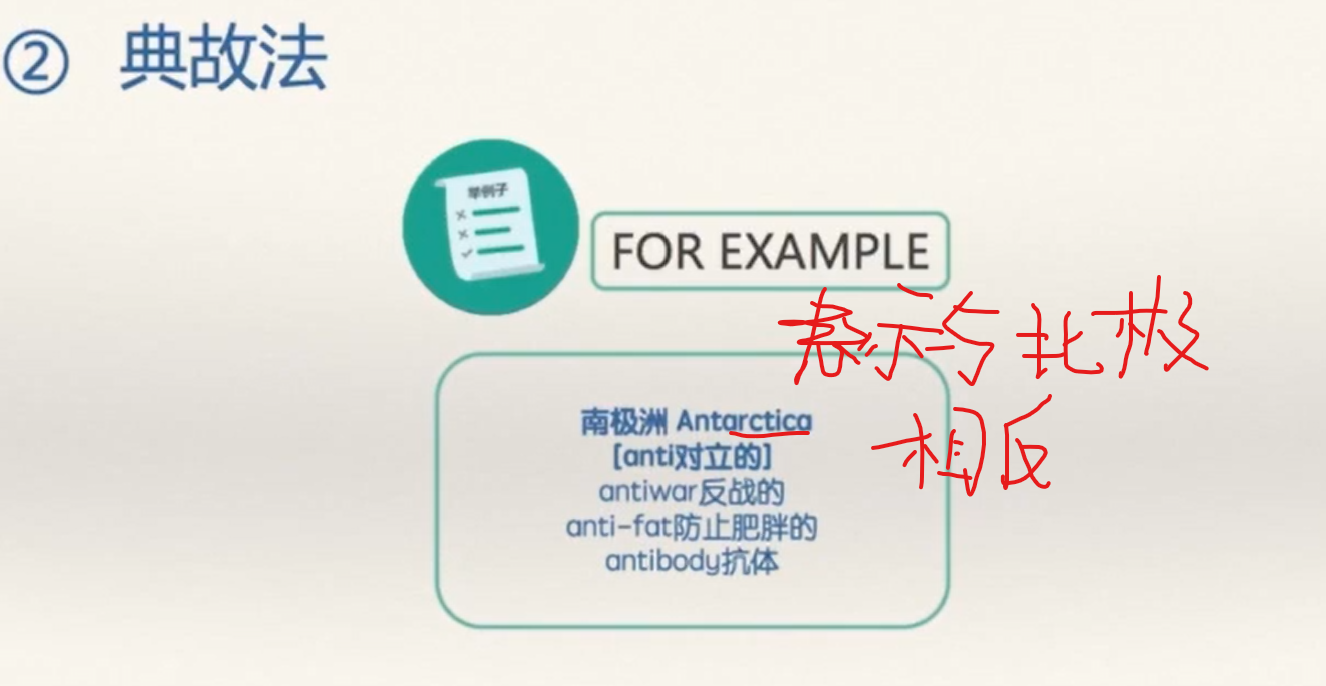 ② 典故法
举例子
FOR EXAMPLE
表示与北极
相反
南极洲 Antarctica
[anti对立的]
antiwar反战的
anti-fat防止肥胖的
antibody抗体